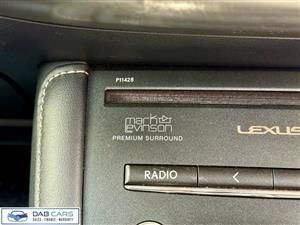 P11428
mark
levinson
PREMIUM SURROUND
LEXUS
RADIO
<
DAB CARS
SALES • FINANCE • WARRANTY